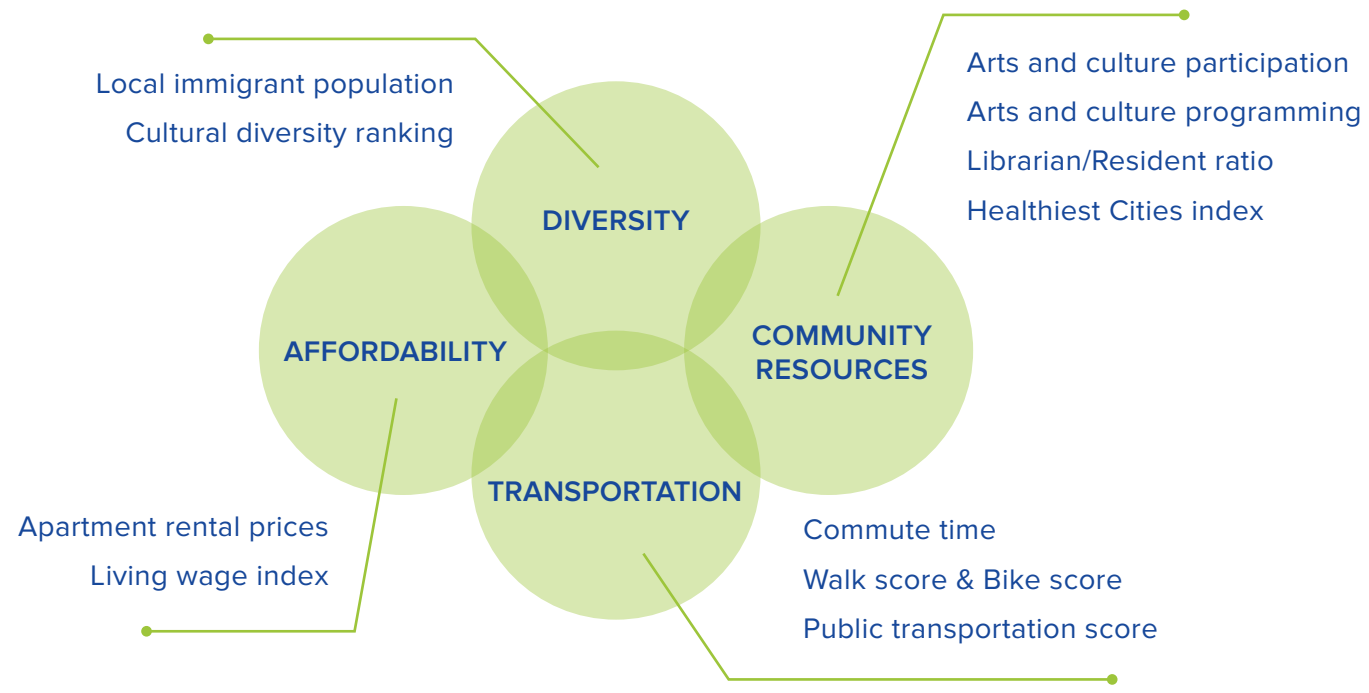 Local immigrant population
Cultural diversity ranking
DIVERSITY
Arts and culture participation
Arts and culture programming
Librarian/Resident ratio
Healthiest Cities index
AFFORDABILITY
COMMUNITY
RESOURCES
TRANSPORTATION
Apartment rental prices
Living wage index
Commute time
Walk score & Bike score
Public transportation score